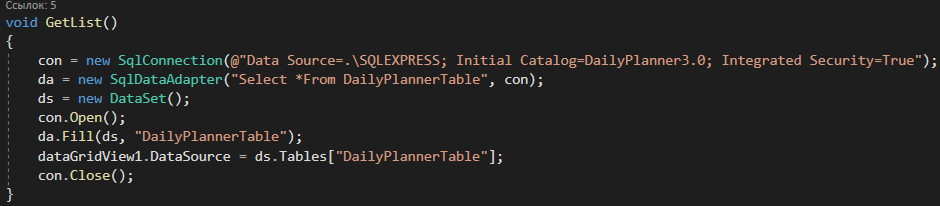 Ссылок: 5
void GetList()
{
con = new SqlConnection(@"Data Source=.\SQLEXPRESS; Initial Catalog=DailyPlanner3.0; Integrated Security=True");
da = new SqlDataAdapter("Select *From DailyPlannerTable", con);
ds = new DataSet();
con.Open();
da.Fill(ds, "DailyPlannerTable");
dataGridView1.DataSource = ds.Tables["DailyPlannerTable"];
con.Close();
}